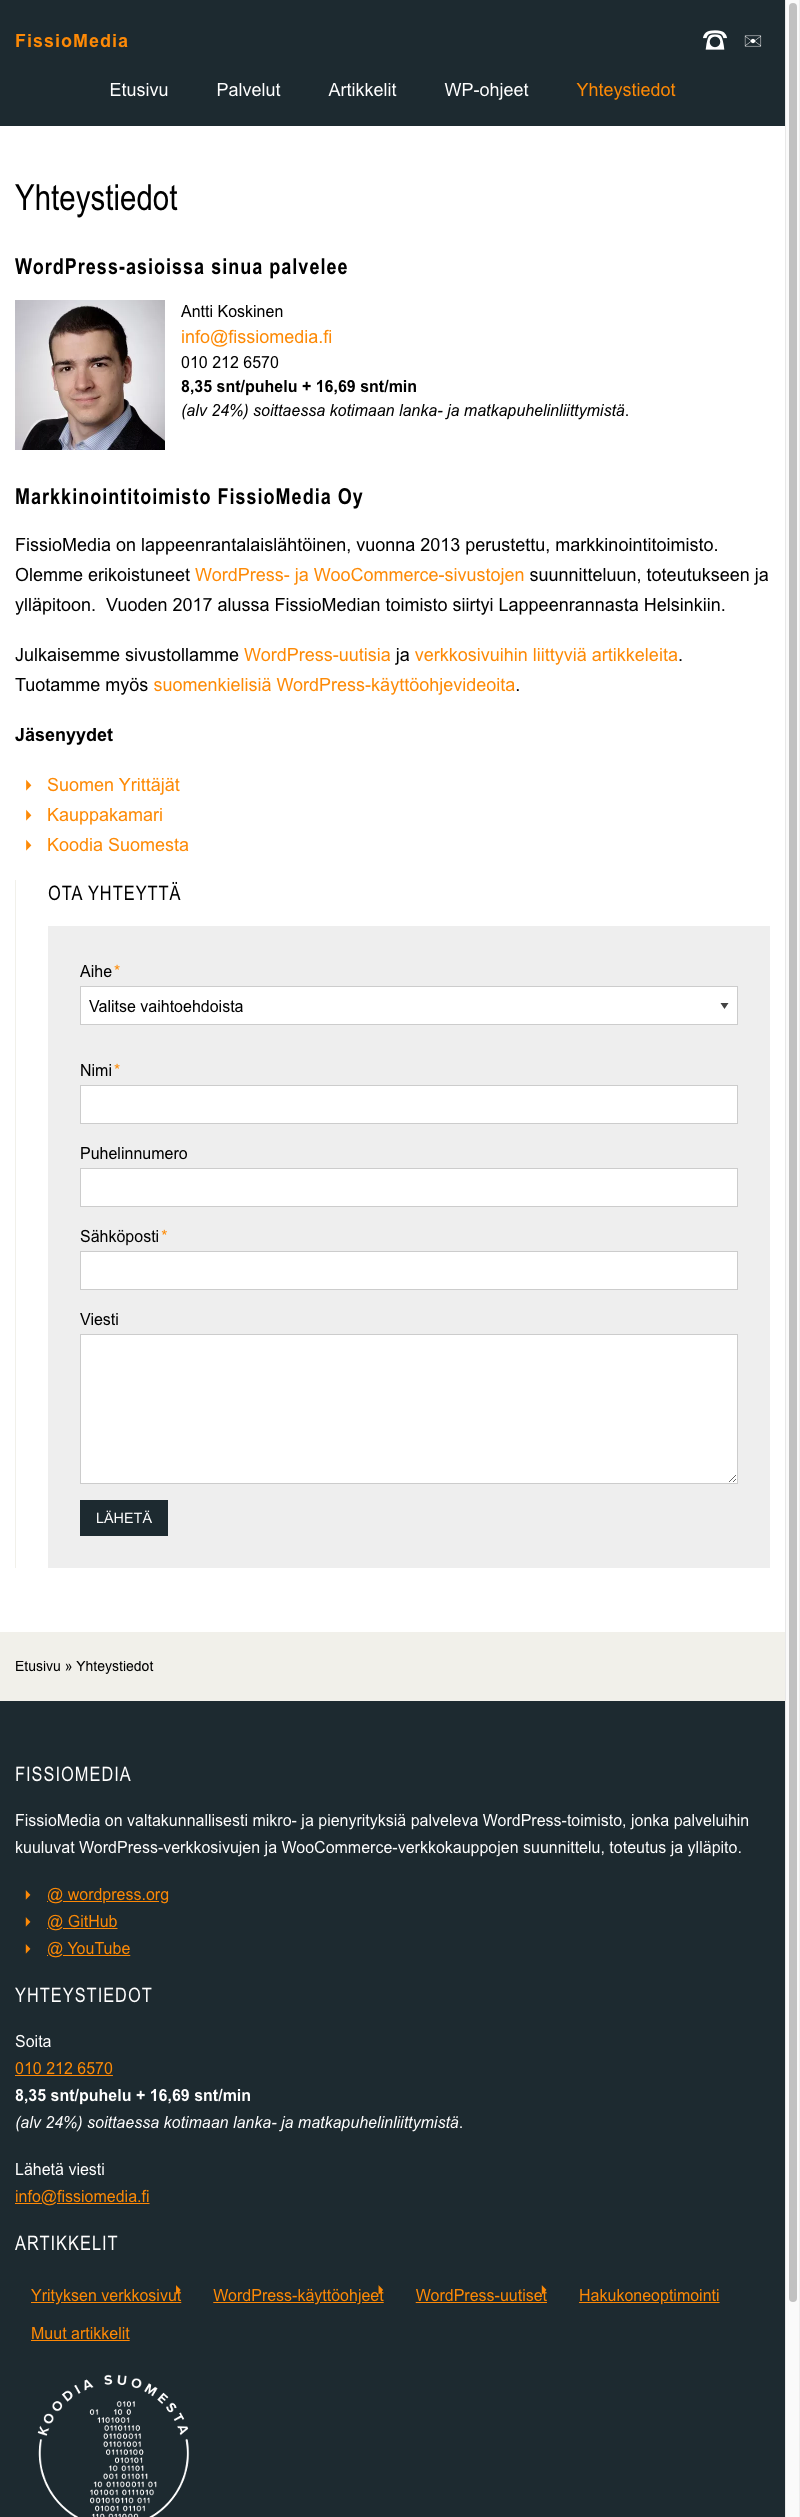 FissioMedia
Etusivu Palvelut Artikkelit WP-ohjeet Yhteystiedot
Yhteystiedot
WordPress-asioissa sinua palvelee
Antti Koskinen
info@fissiomedia.fi
010 212 6570
8,35 snt/puhelu + 16,69 snt/min
(alv 24%) soittaessa kotimaan lanka- ja matkapuhelinliittymistä.
Markkinointitoimisto FissioMedia Oy
FissioMedia on lappeenrantalaislähtöinen, vuonna 2013 perustettu, markkinointitoimisto.
Olemme erikoistuneet WordPress- ja WooCommerce-sivustojen suunnitteluun, toteutukseen ja
ylläpitoon. Vuoden 2017 alussa FissioMedian toimisto siirtyi Lappeenrannasta Helsinkiin.
Julkaisemme sivustollamme WordPress-uutisia ja verkkosivuihin liittyviä artikkeleita.
Tuotamme myös suomenkielisiä WordPress-käyttöohjevideoita.
Jäsenyydet
Suomen Yrittäjät
Kauppakamari
Koodia Suomesta
OTA YHTEYTTÄ
Aihe*
Valitse vaihtoehdoista
Nimi*
Puhelinnumero
Sähköposti*
Viesti
LÄHETÄ
Etusivu » Yhteystiedot
FISSIOMEDIA
FissioMedia on valtakunnallisesti mikro- ja pienyrityksiä palveleva WordPress-toimisto, jonka palveluihin
kuuluvat WordPress-verkkosivujen ja WooCommerce-verkkokauppojen suunnittelu, toteutus ja ylläpito.
@ wordpress.org
@ GitHub
@ YouTube
YHTEYSTIEDOT
Soita
010 212 6570
8,35 snt/puhelu + 16,69 snt/min
(alv 24%) soittaessa kotimaan lanka- ja matkapuhelinliittymistä.
Lähetä viesti
info@fissiomedia.fi
ARTIKKELIT
Yrityksen verkkosivut WordPress-käyttöohjeet WordPress-uutiset Hakukoneoptimointi
Muut artikkelit
KOODIA SUOMESTA
0101
01 10 0
1101001
01101110
01100011
01101001
01110100
010101
10 01101
001 011011
10 01100011 01
101001 0111010
001010110 011
01001 01101